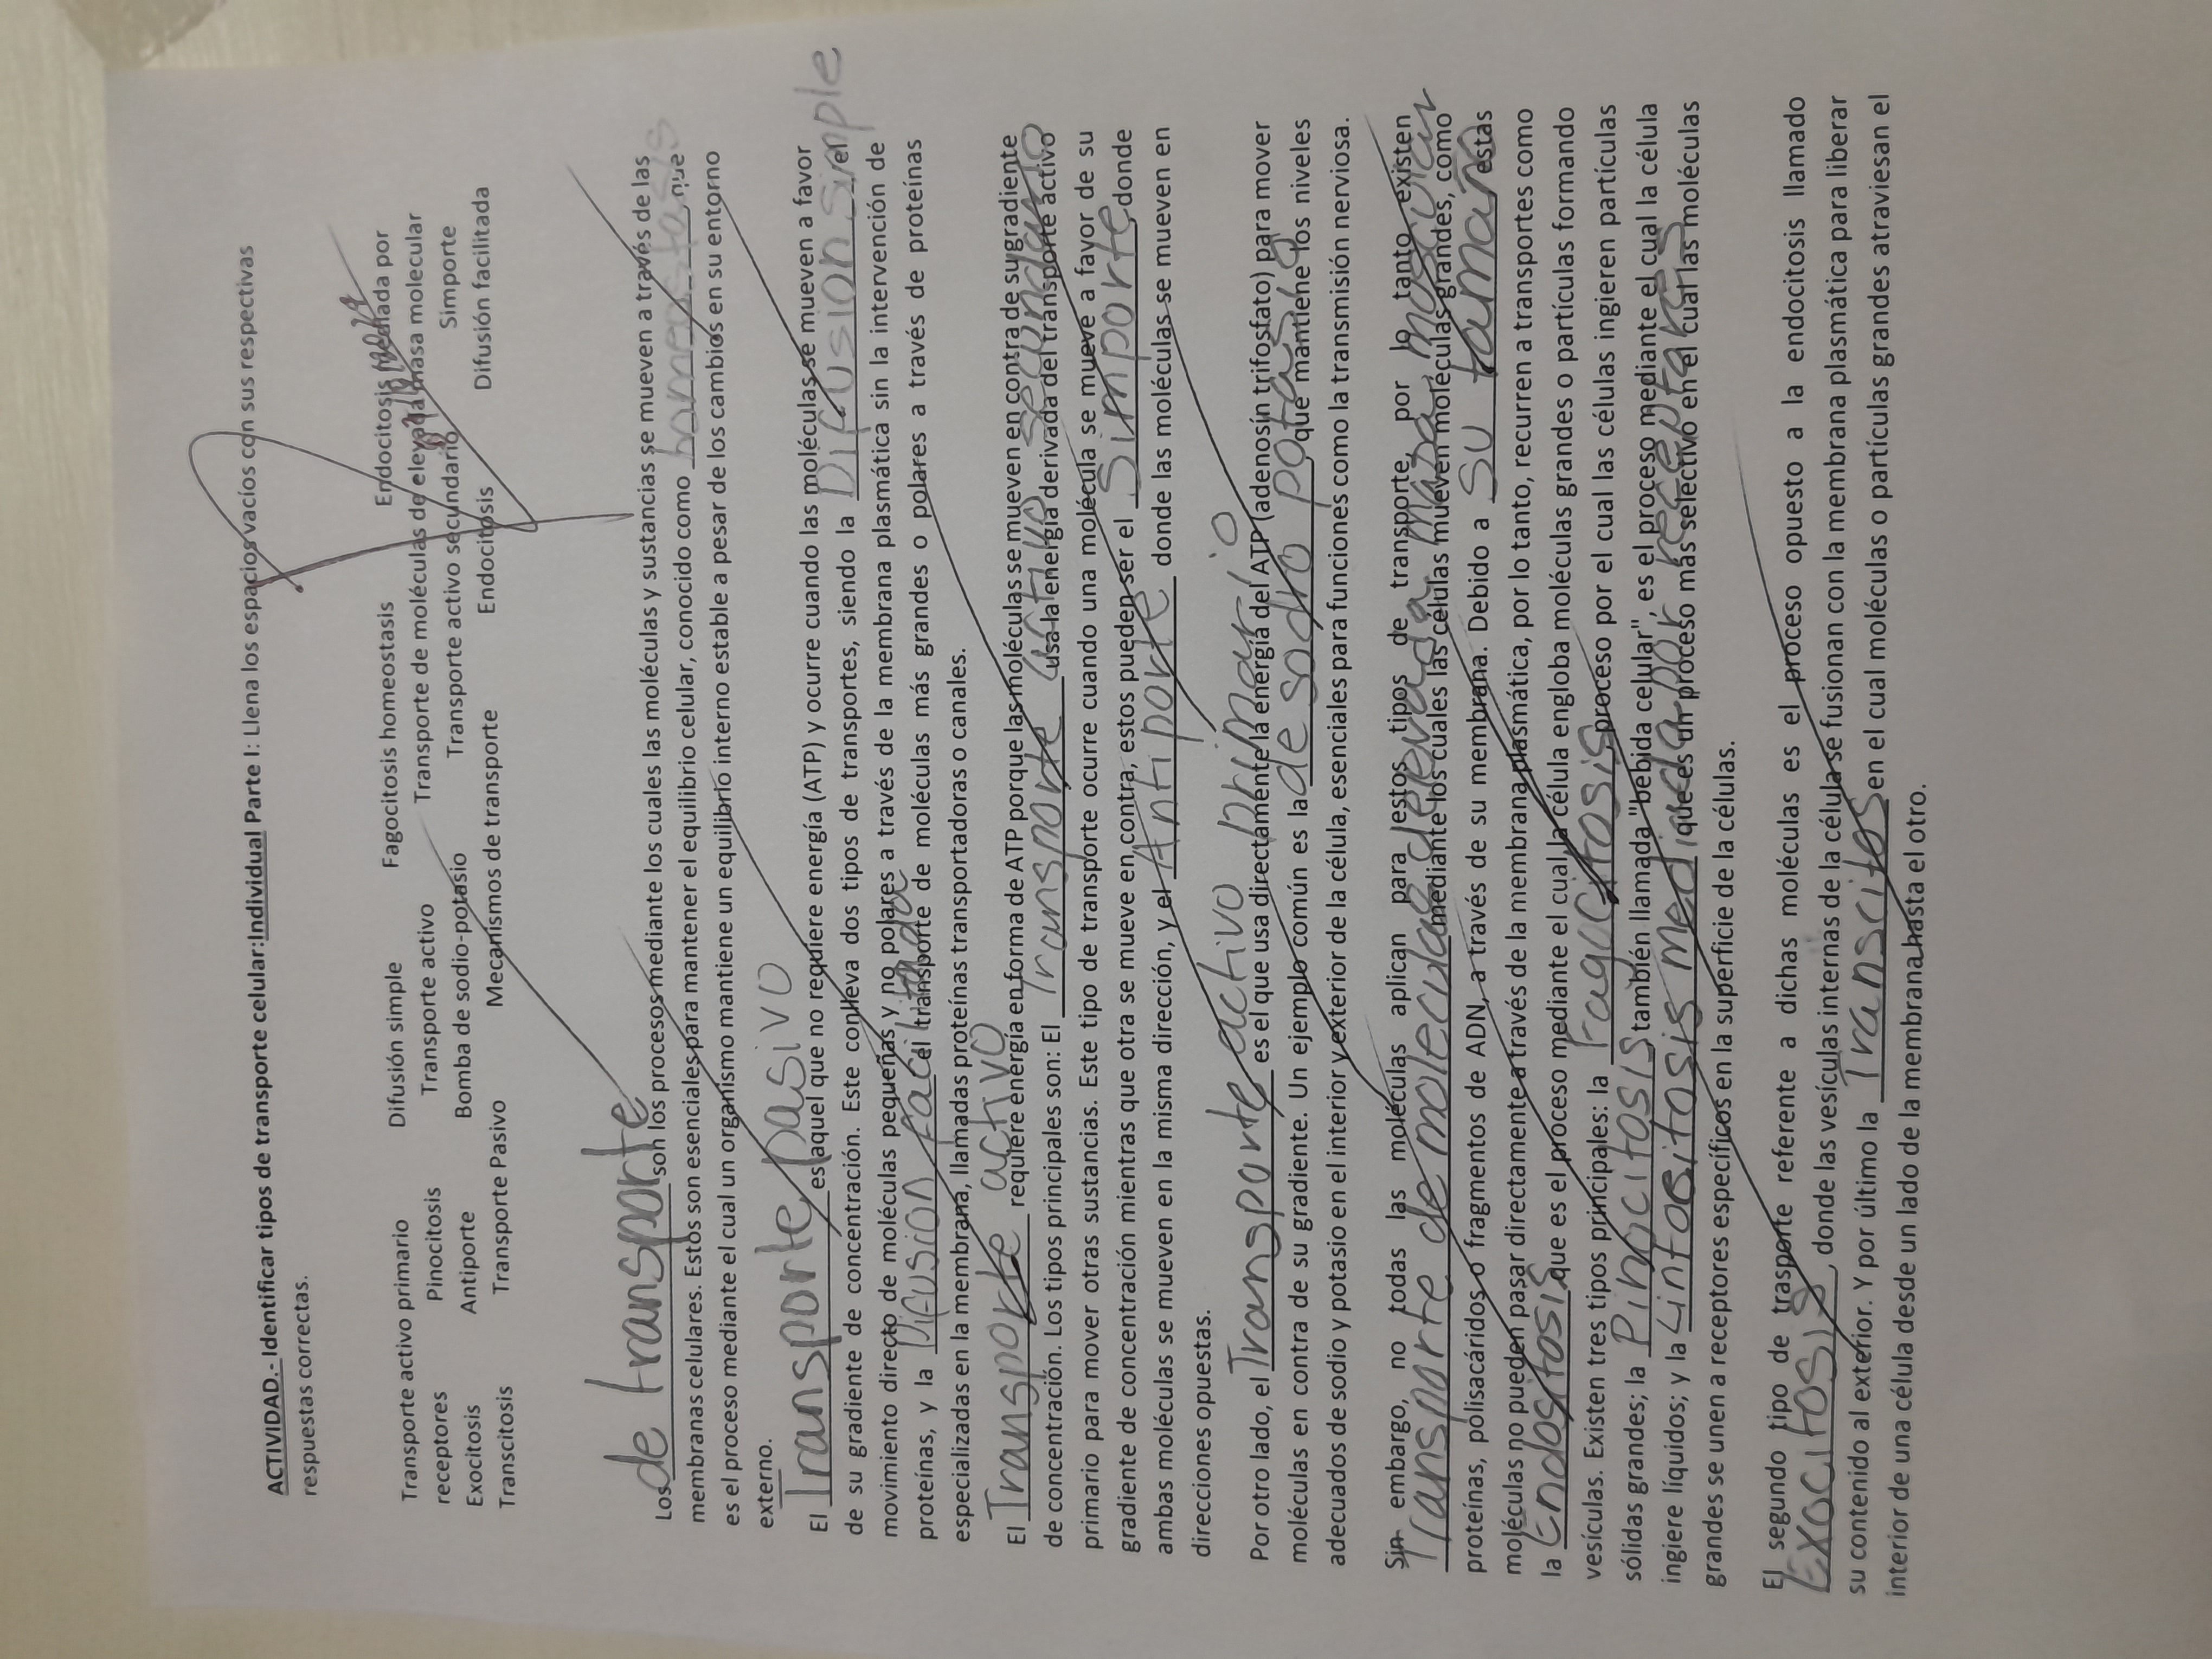 ACTIVIDAD.- Identificar tipos de transporte celular:Individual Parte I: Llena los espacios vacíos con sus respectivas
respuestas correctas.
Transporte activo primario Difusión simple Fagocitosis homeostasis Endocitosis mediada por
receptores Pinocitosis Transporte activo Transporte de moléculas de elevada masa molecular
Exocitosis Antiporte Bomba de sodio-potasio Transporte activo secundario Simporte
Transcitosis Transporte Pasivo Mecanismos de transporte Endocitosis Difusión facilitada
Los de transporte son los procesos mediante los cuales las moléculas y sustancias se mueven a través de las
membranas celulares. Estos son esenciales para mantener el equilibrio celular, conocido como homeostasis, que
es el proceso mediante el cual un organismo mantiene un equilibrio interno estable a pesar de los cambios en su entorno
externo.
El Transporte pasivo es aquel que no requiere energía (ATP) y ocurre cuando las moléculas se mueven a favor
de su gradiente de concentración. Este conlleva dos tipos de transportes, siendo la Difusion simple, el
movimiento directo de moléculas pequeñas y no polares a través de la membrana plasmática sin la intervención de
proteínas, y la Difusion facilitada el transporte de moléculas más grandes o polares a través de proteínas
especializadas en la membrana, llamadas proteínas transportadoras o canales.
El Transporte activo requiere energía en forma de ATP porque las moléculas se mueven en contra de su gradiente
de concentración. Los tipos principales son: El Transporte activo secundario usa la energía derivada del transporte activo
primario para mover otras sustancias. Este tipo de transporte ocurre cuando una molécula se mueve a favor de su
gradiente de concentración mientras que otra se mueve en contra, estos pueden ser el Simporte, donde
ambas moléculas se mueven en la misma dirección, y el Antiporte donde las moléculas se mueven en
direcciones opuestas.
Por otro lado, el Transporte activo primario es el que usa directamente la energía del ATP (adenosín trifosfato) para mover
moléculas en contra de su gradiente. Un ejemplo común es la de sodio potasio, que mantiene los niveles
adecuados de sodio y potasio en el interior y exterior de la célula, esenciales para funciones como la transmisión nerviosa.
Sin embargo, no todas las moléculas aplican para estos tipos de transporte, por lo tanto existen
Transporte de moleculas de elevada masa mediante los cuales las células mueven moléculas grandes, como
proteínas, polisacáridos o fragmentos de ADN, a través de su membrana. Debido a su tamaño estas
moléculas no pueden pasar directamente a través de la membrana plasmática, por lo tanto, recurren a transportes como
la Endositosis que es el proceso mediante el cual la célula engloba moléculas grandes o partículas formando
vesículas. Existen tres tipos principales: la Fagocitosis, proceso por el cual las células ingieren partículas
sólidas grandes; la Pinocitosis también llamada "bebida celular", es el proceso mediante el cual la célula
ingiere líquidos; y la mediada por receptores que es un proceso más selectivo en el cual las moléculas
grandes se unen a receptores específicos en la superficie de la células.
El segundo tipo de trasporte referente a dichas moléculas es el proceso opuesto a la endocitosis llamado
Exocitosis, donde las vesículas internas de la célula se fusionan con la membrana plasmática para liberar
su contenido al exterior. Y por último la Transcitos en el cual moléculas o partículas grandes atraviesan el
interior de una célula desde un lado de la membrana hasta el otro.